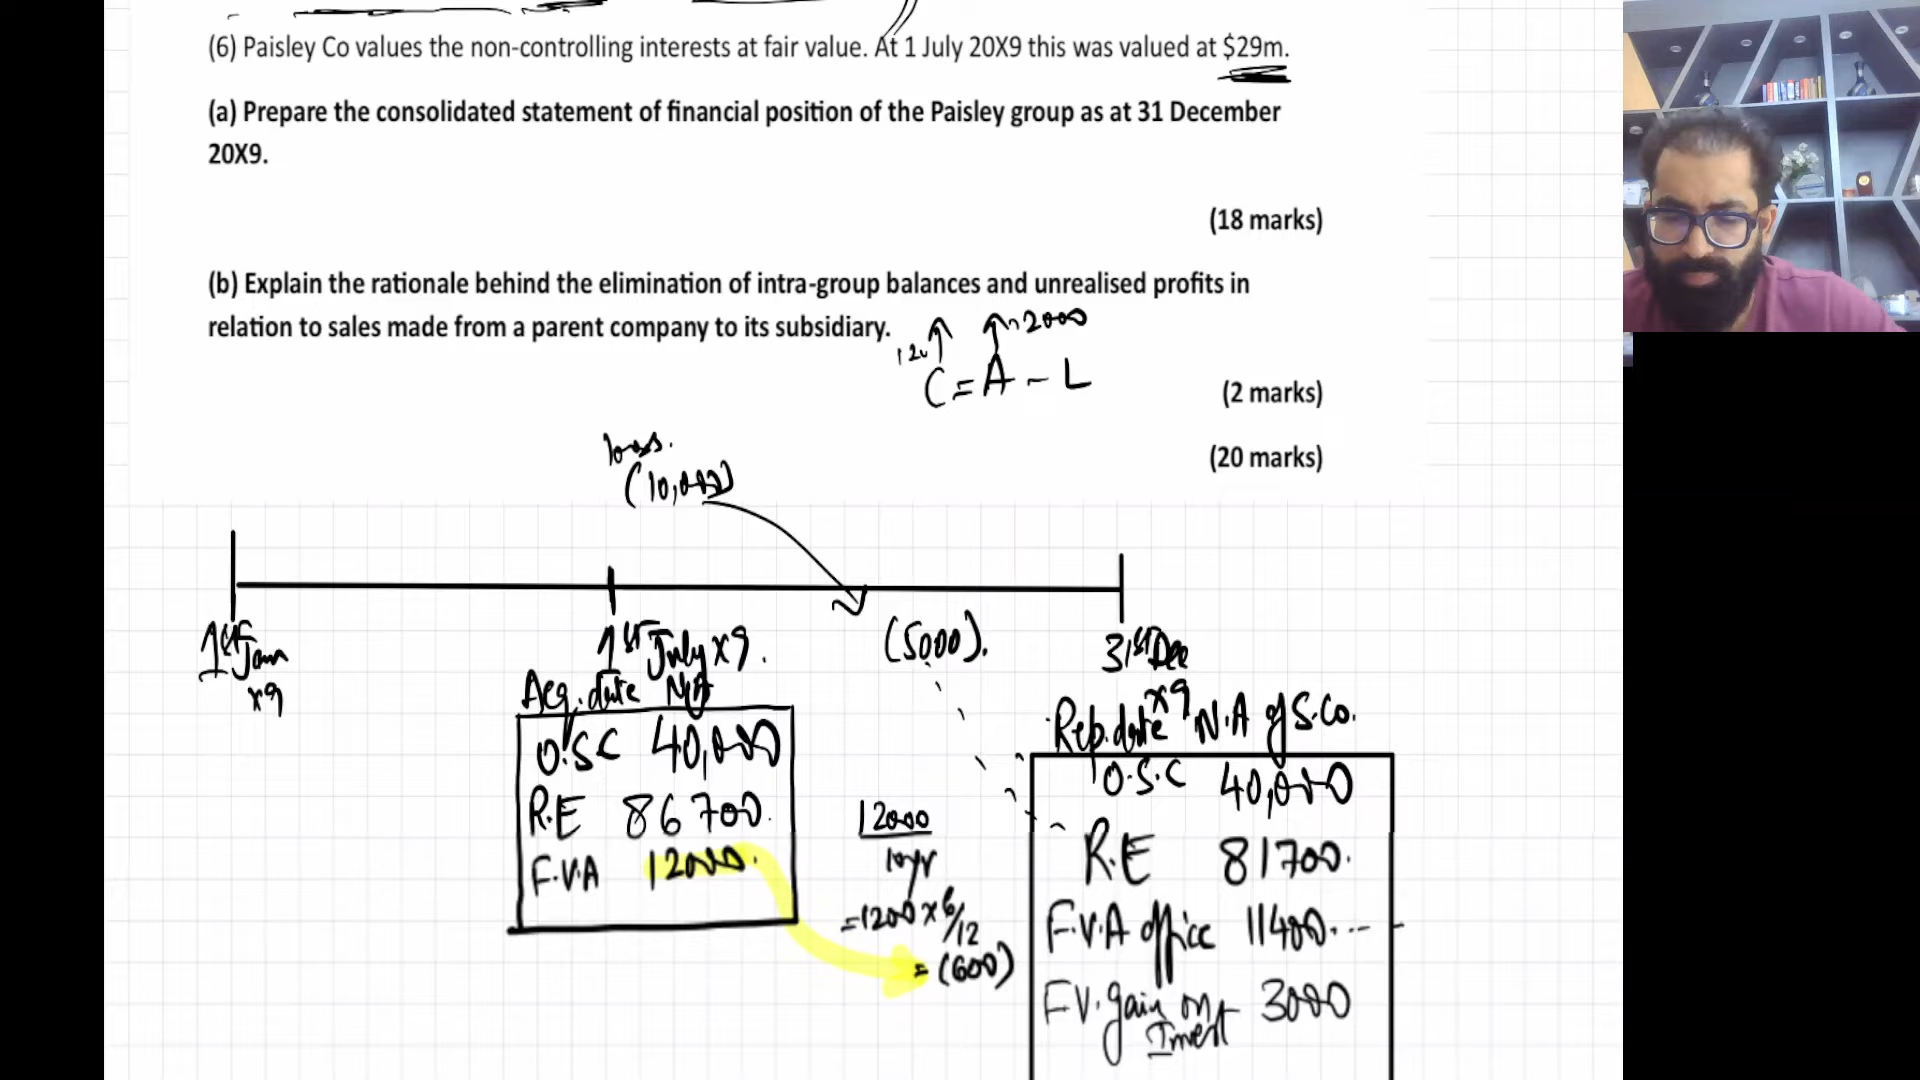 (6) Paisley Co values the non-controlling interests at fair value. At 1 July 20X9 this was valued at $29m.
(a) Prepare the consolidated statement of financial position of the Paisley group as at 31 December
20X9.
(18 marks)
(b) Explain the rationale behind the elimination of intra-group balances and unrealised profits in
relation to sales made from a parent company to its subsidiary.
2000
C = A - L
(2 marks)
loss.
(20 marks)
(10,000)
1st Jan
x9
1st July x9.
(5000).
31st Dec
x9
Acq. date NA
Rep. date N.A of S.Co.
O.S.C 40,000
R.E 86700.
F.V.A 12000.
12000
10yr
= 1200 x 6/12
= (600)
O.S.C 40,000
R.E 81700.
F.V.A office 11400.
F.V. gain on 3000
Invest